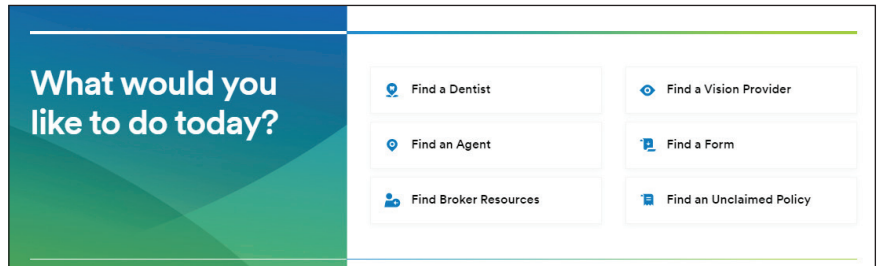 What would you
like to do today?
Find a Dentist
Find a Vision Provider
Find an Agent
Find a Form
Find Broker Resources
Find an Unclaimed Policy